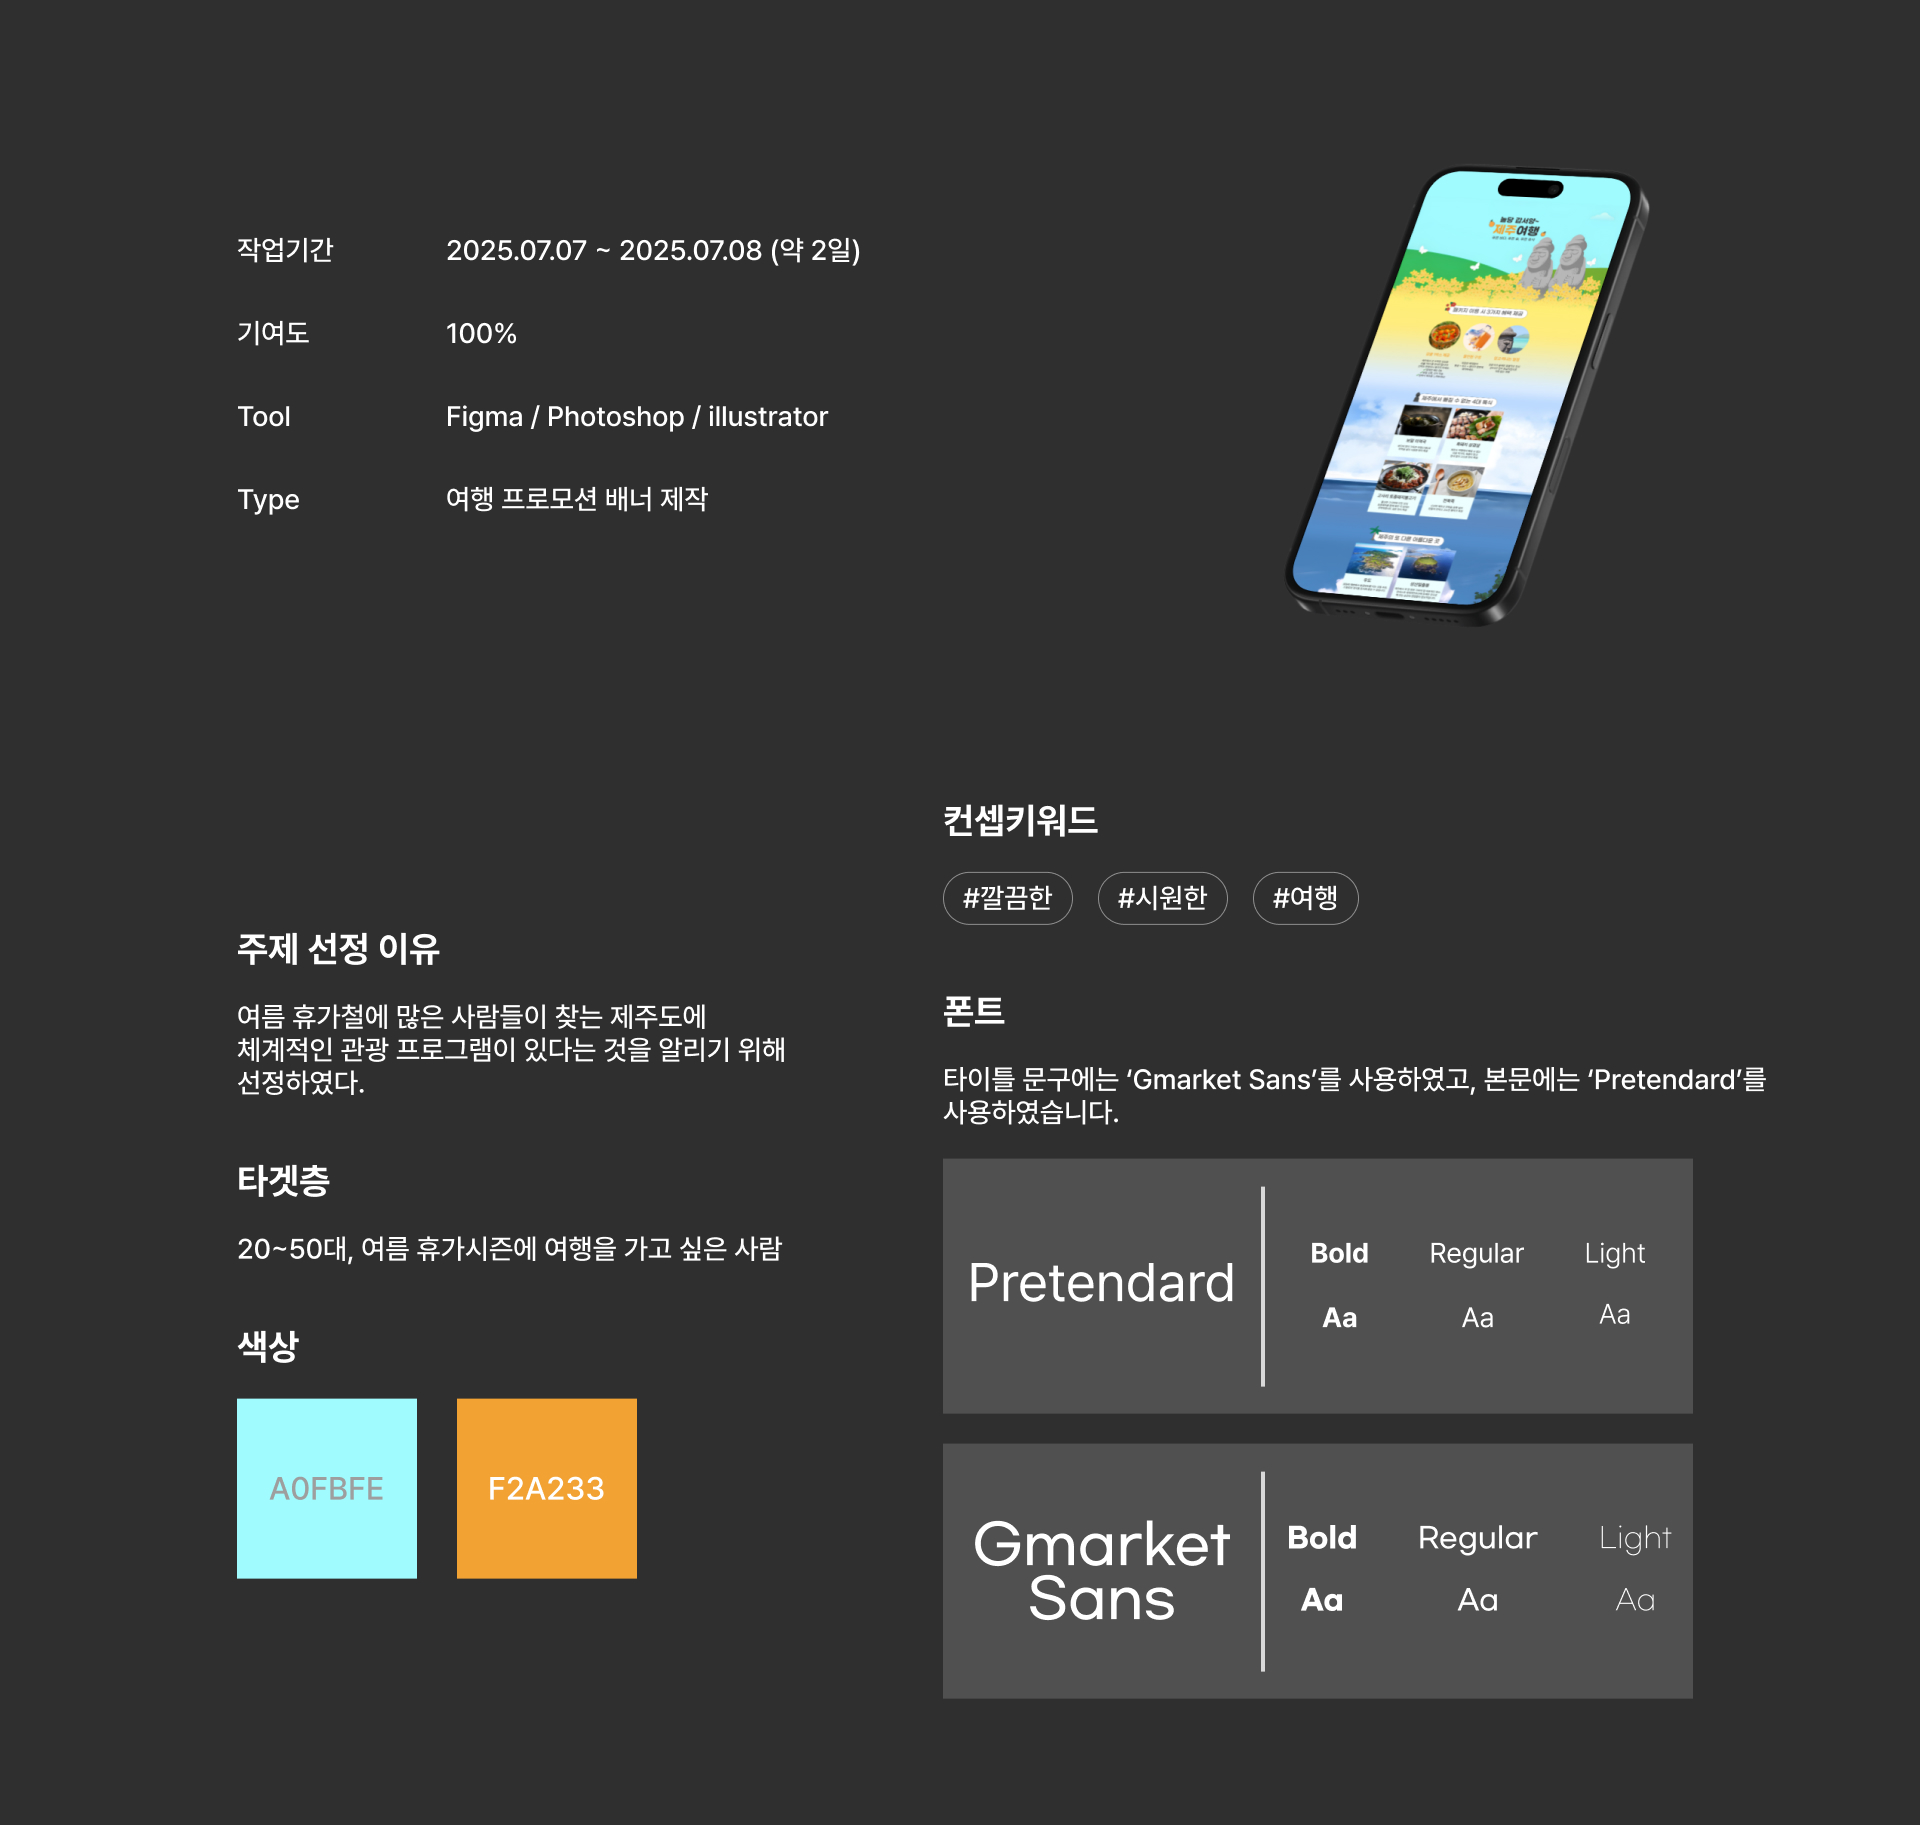 작업기간
2025.07.07 ~ 2025.07.08 (약 2일)
기여도
100%
Tool
Figma / Photoshop / illustrator
Type
여행 프로모션 배너 제작
제주여행
주제 선정 이유
여름 휴가철에 많은 사람들이 찾는 제주도에
체계적인 관광 프로그램이 있다는 것을 알리기 위해
선정하였다.
타겟층
20~50대, 여름 휴가시즌에 여행을 가고 싶은 사람
색상
A0FBFE
F2A233
컨셉키워드
#깔끔한
#시원한
#여행
폰트
타이틀 문구에는 ‘Gmarket Sans’를 사용하였고, 본문에는 ‘Pretendard’를
사용하였습니다.
Pretendard
Bold
Regular
Light
Aa
Aa
Aa
Gmarket
Sans
Bold
Regular
Light
Aa
Aa
Aa